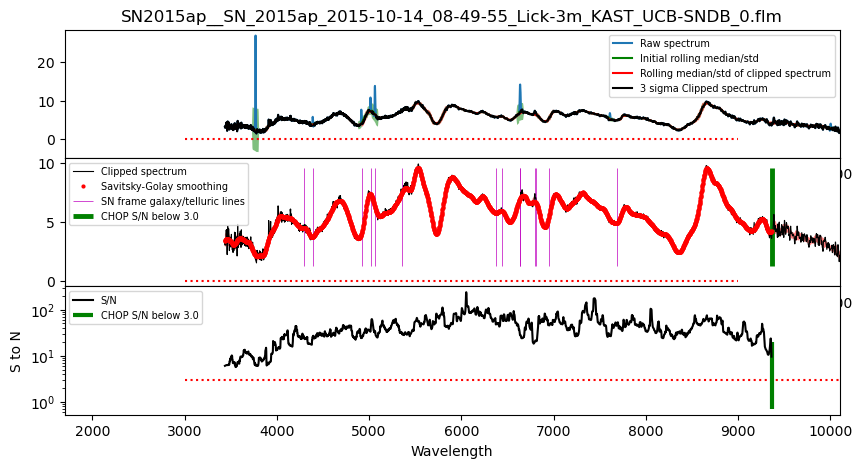 SN2015ap__SN_2015ap_2015-10-14_08-49-55_Lick-3m_KAST_UCB-SNDB_0.flm
Raw spectrum
Initial rolling median/std
Rolling median/std of clipped spectrum
3 sigma Clipped spectrum
20
10
0
00
Clipped spectrum
Savitsky-Golay smoothing
SN frame galaxy/telluric lines
CHOP S/N below 3.0
10
5
0
00
S/N
CHOP S/N below 3.0
S to N
10²
10¹
10⁰
2000 3000 4000 5000 6000 7000 8000 9000 10000
Wavelength